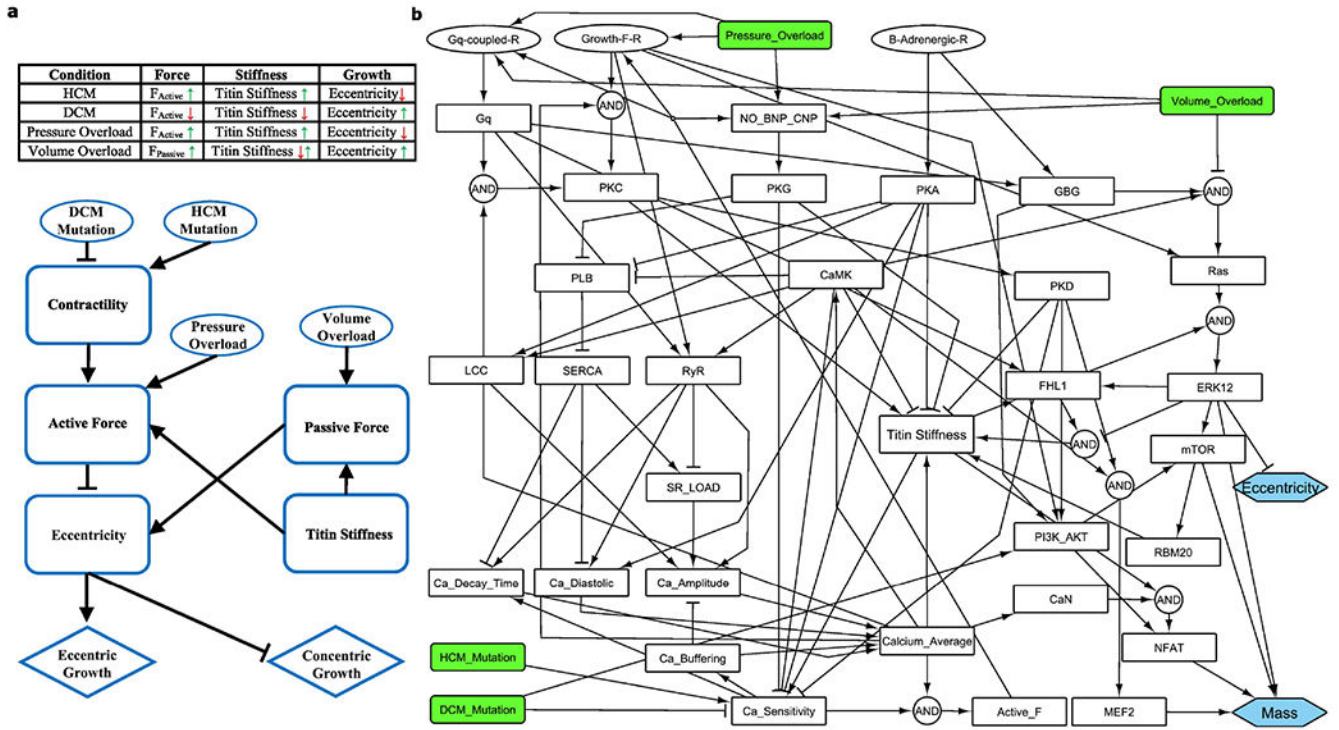 a
Condition Force Stiffness Growth
HCM F Active ↑ Titin Stiffness ↑ Eccentricity ↓
DCM F Active ↓ Titin Stiffness ↓ Eccentricity ↑
Pressure Overload F Active ↑ Titin Stiffness ↑ Eccentricity ↓
Volume Overload F Passive ↑ Titin Stiffness ↓↑ Eccentricity ↑
DCM
Mutation
HCM
Mutation
Contractility
Pressure
Overload
Volume
Overload
Active Force
Passive Force
Eccentricity
Titin Stiffness
Eccentric
Growth
Concentric
Growth
b
Gq-coupled-R
Growth-F-R
Pressure_Overload
B-Adrenergic-R
Volume_Overload
AND
Gq
NO_BNP_CNP
AND
PKC
PKG
PKA
GBG
AND
PLB
CaMK
PKD
Ras
AND
LCC
SERCA
RyR
FHL1
ERK12
Titin Stiffness
AND
mTOR
SR_LOAD
AND
Eccentricity
PI3K_AKT
RBM20
Ca_Decay_Time
Ca_Diastolic
Ca_Amplitude
CaN
AND
Calcium_Average
NFAT
HCM_Mutation
Ca_Buffering
DCM_Mutation
Ca_Sensitivity
AND
Active_F
MEF2
Mass